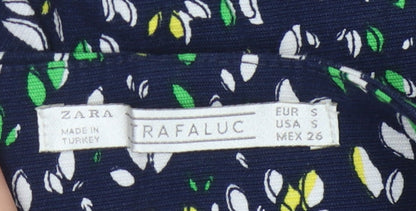 ZARA
MADE IN
TURKEY
TRAFALUC
EUR S
USA S
MEX 26